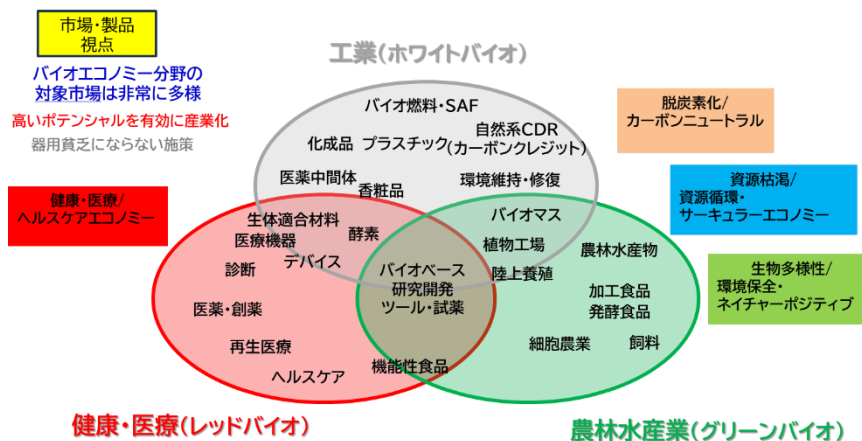 市場・製品
視点
バイオエコノミー分野の
対象市場は非常に多様
高いポテンシャルを有効に産業化
器用貧乏にならない施策
工業(ホワイトバイオ)
バイオ燃料・SAF
化成品
プラスチック
自然系CDR
(カーボンクレジット)
医薬中間体
香粧品
環境維持・修復
脱炭素化/
カーボンニュートラル
資源枯渇/
資源循環・
サーキュラーエコノミー
生物多様性/
環境保全・
ネイチャーポジティブ
健康・医療/
ヘルスケアエコノミー
生体適合材料
医療機器
酵素
デバイス
診断
医薬・創薬
再生医療
ヘルスケア
バイオベース
研究開発
ツール・試薬
機能性食品
バイオマス
植物工場
陸上養殖
農林水産物
加工食品
発酵食品
細胞農業
飼料
健康・医療(レッドバイオ)
農林水産業(グリーンバイオ)